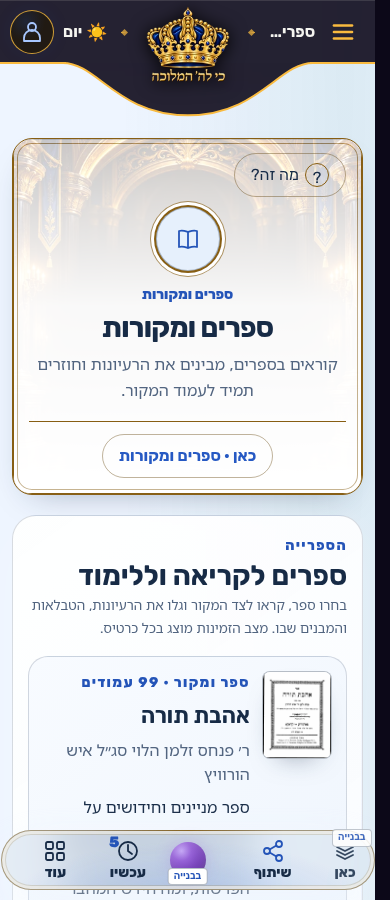 ספרי...
יום
כי לה' המלוכה
מה זה?
?
ספרים ומקורות
ספרים ומקורות
קוראים בספרים, מבינים את הרעיונות וחוזרים
תמיד לעמוד המקור.
כאן • ספרים ומקורות
הספרייה
ספרים לקריאה וללימוד
בחרו ספר, קראו לצד המקור וגלו את הרעיונות, הטבלאות
והמבנים שבו. מצב הזמינות מוצג בכל כרטיס.
ספר ומקור · 99 עמודים
אהבת תורה
אהבת תורה
ר׳ פנחס זלמן הלוי סג״ל איש
הורוויץ
ספר מניינים וחידושים על
בבנייה
כאן
שיתוף
בבנייה
5
עכשיו
עוד